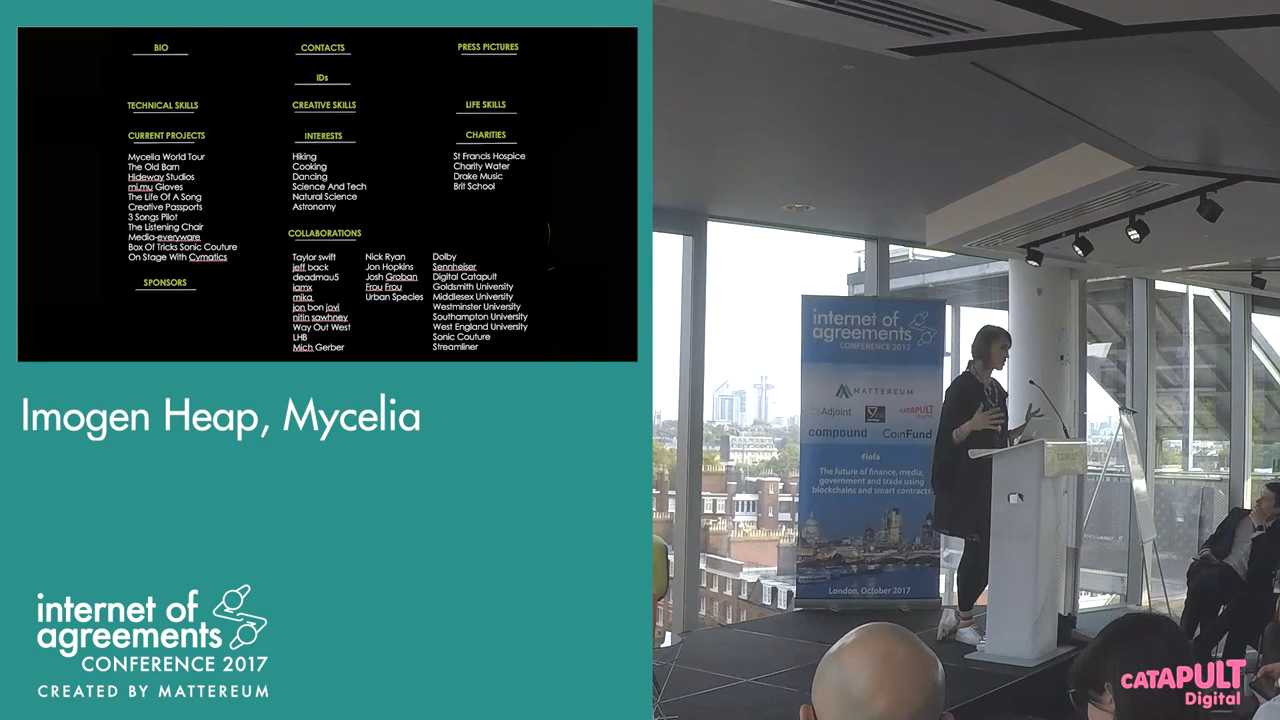 BIO
CONTACTS
PRESS PICTURES
IDs
TECHNICAL SKILLS
CREATIVE SKILLS
LIFE SKILLS
CURRENT PROJECTS
Mycelia World Tour
The Old Barn
Hideway Studios
mi.mu Gloves
The Life Of A Song
Creative Passports
3 Songs Pilot
The Listening Chair
Media-everyware
Box Of Tricks Sonic Couture
On Stage With Cymatics
SPONSORS
INTERESTS
Hiking
Cooking
Dancing
Science And Tech
Natural Science
Astronomy
CHARITIES
St Francis Hospice
Charity Water
Drake Music
Brit School
COLLABORATIONS
Taylor swift
jeff back
deadmau5
iamx
mika
jon bon jovi
nitin sawhney
Way Out West
LHB
Mich Gerber
Nick Ryan
Jon Hopkins
Josh Groban
Frou Frou
Urban Species
Dolby
Sennheiser
Digital Catapult
Goldsmith University
Middlesex University
Westminster University
Southampton University
West England University
Sonic Couture
Streamliner
Imogen Heap, Mycelia
internet of
agreements
CONFERENCE 2017
CREATED BY MATTEREUM
internet of
agreements
CONFERENCE 2017
MATTEREUM
Adjoint
CATAPULT
compound
CoinFund
#iofa
The future of finance, media,
government and trade using
blockchains and smart contracts
London, October 2017
CATAPULT
Digital